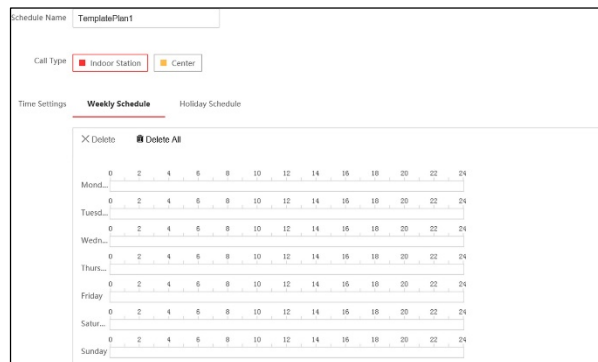 Schedule Name TemplatePlan1
Call Type Indoor Station Center
Time Settings Weekly Schedule Holiday Schedule
Delete Delete All
0 2 4 6 8 10 12 14 16 18 20 22 24
Mond...
0 2 4 6 8 10 12 14 16 18 20 22 24
Tuesd...
0 2 4 6 8 10 12 14 16 18 20 22 24
Wedn...
0 2 4 6 8 10 12 14 16 18 20 22 24
Thurs...
0 2 4 6 8 10 12 14 16 18 20 22 24
Friday
0 2 4 6 8 10 12 14 16 18 20 22 24
Satur...
0 2 4 6 8 10 12 14 16 18 20 22 24
Sunday